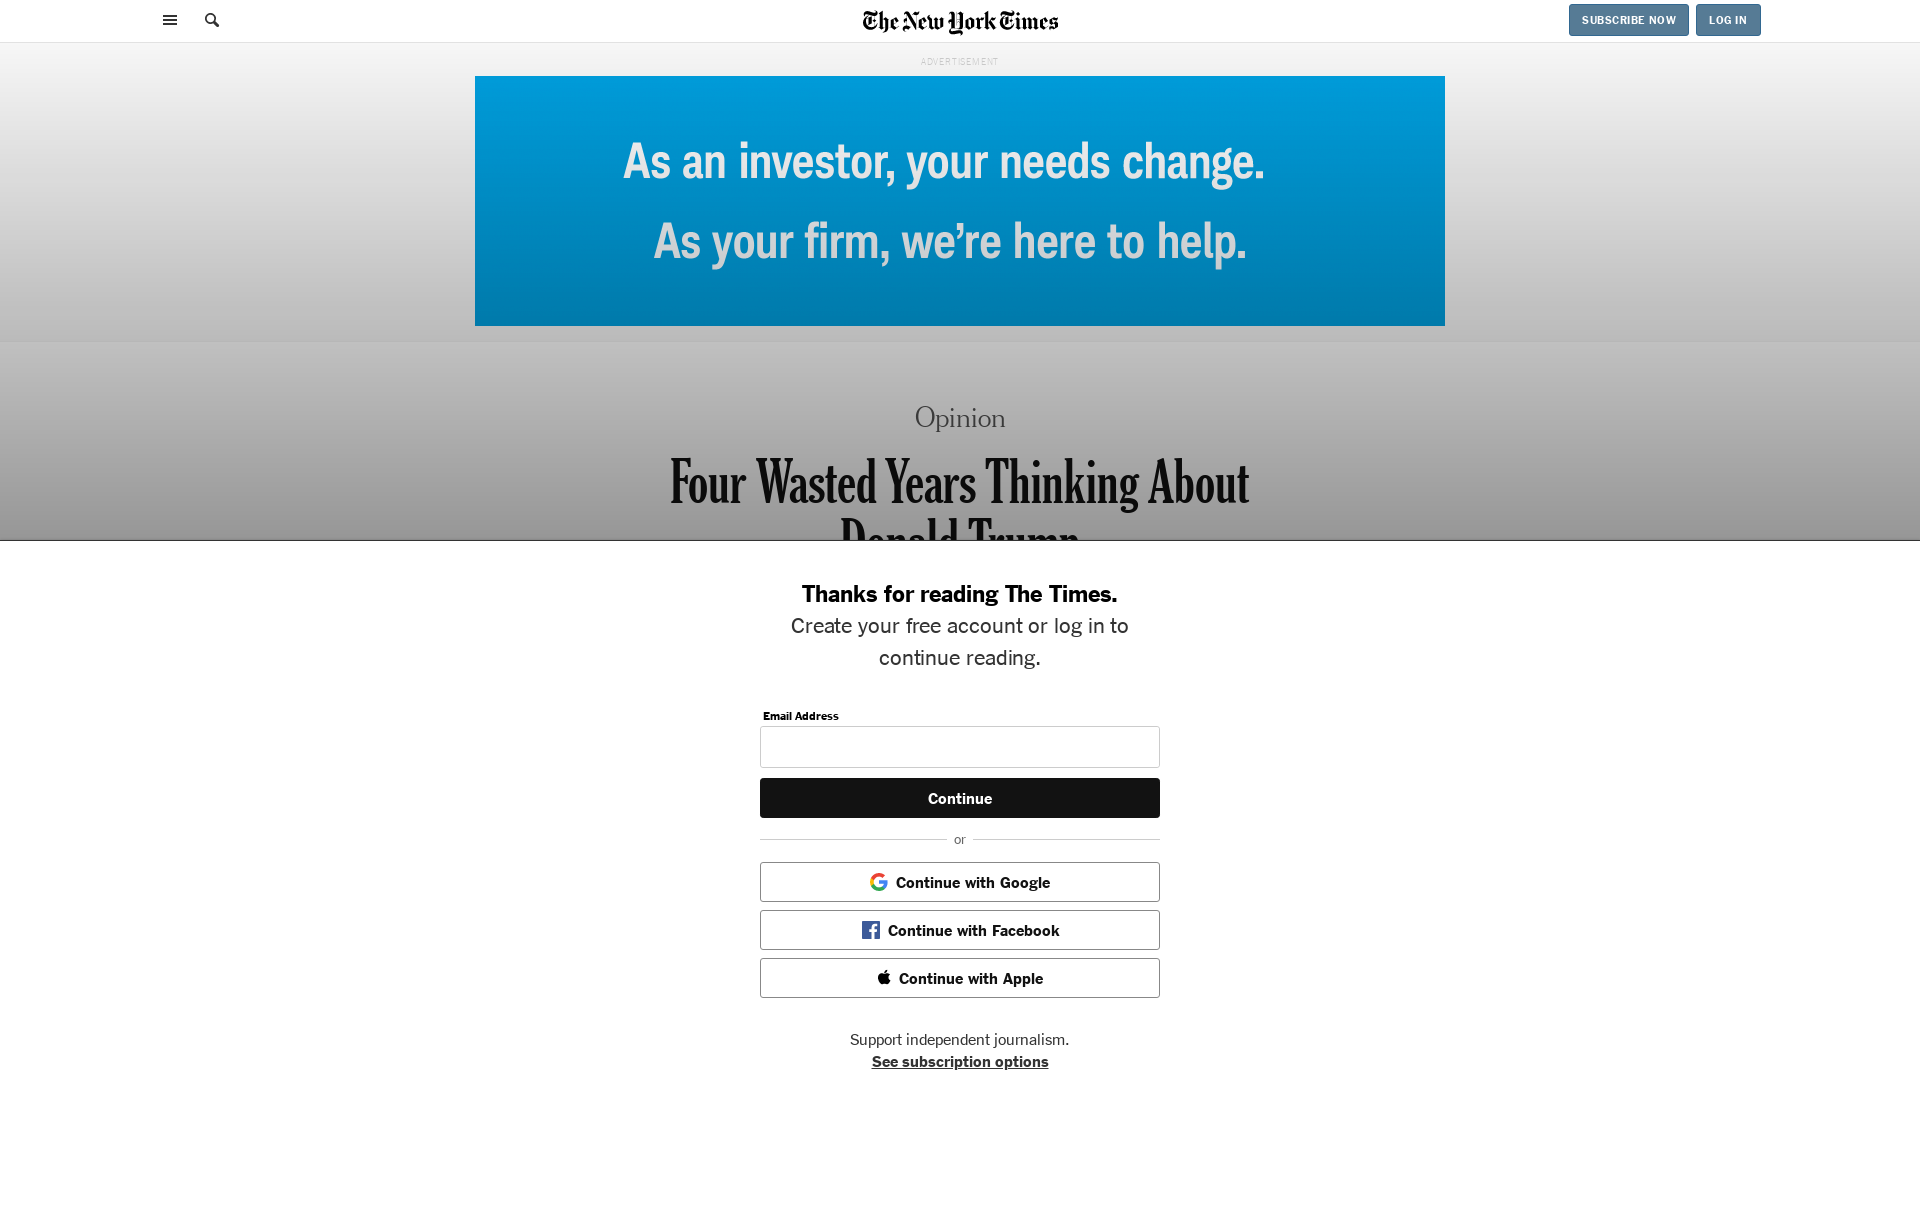 The New York Times
SUBSCRIBE NOW
LOG IN
ADVERTISEMENT
As an investor, your needs change.
As your firm, we’re here to help.
Opinion
Four Wasted Years Thinking About
Donald Trump
Thanks for reading The Times.
Create your free account or log in to
continue reading.
Email Address
Continue
or
Continue with Google
Continue with Facebook
Continue with Apple
Support independent journalism.
See subscription options